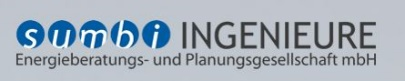 sumbi INGENIEURE
Energieberatungs- und Planungsgesellschaft mbH